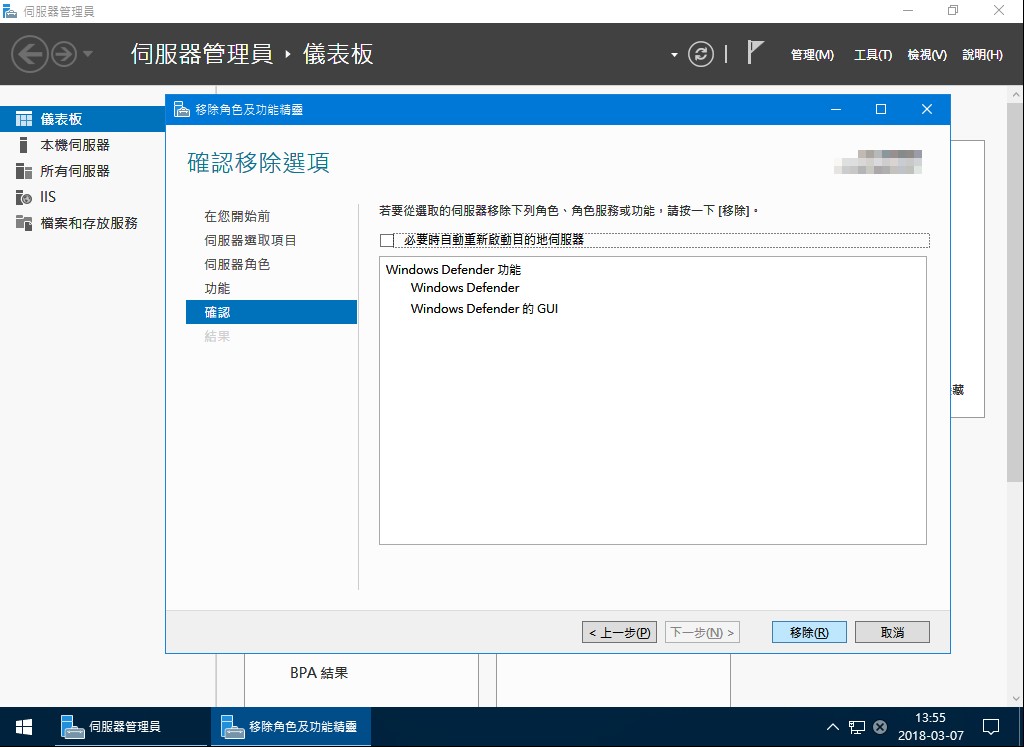 伺服器管理員
伺服器管理員 ‣ 儀表板
管理(M) 工具(T) 檢視(V) 說明(H)
儀表板
本機伺服器
所有伺服器
IIS
檔案和存放服務
移除角色及功能精靈
確認移除選項
在您開始前
伺服器選取項目
伺服器角色
功能
確認
結果
若要從選取的伺服器移除下列角色、角色服務或功能，請按一下 [移除]。
必要時自動重新啟動目的地伺服器
Windows Defender 功能
Windows Defender
Windows Defender 的 GUI
藏
< 上一步(P) 下一步(N) > 移除(R) 取消
BPA 結果
伺服器管理員
移除角色及功能精靈
13:55
2018-03-07